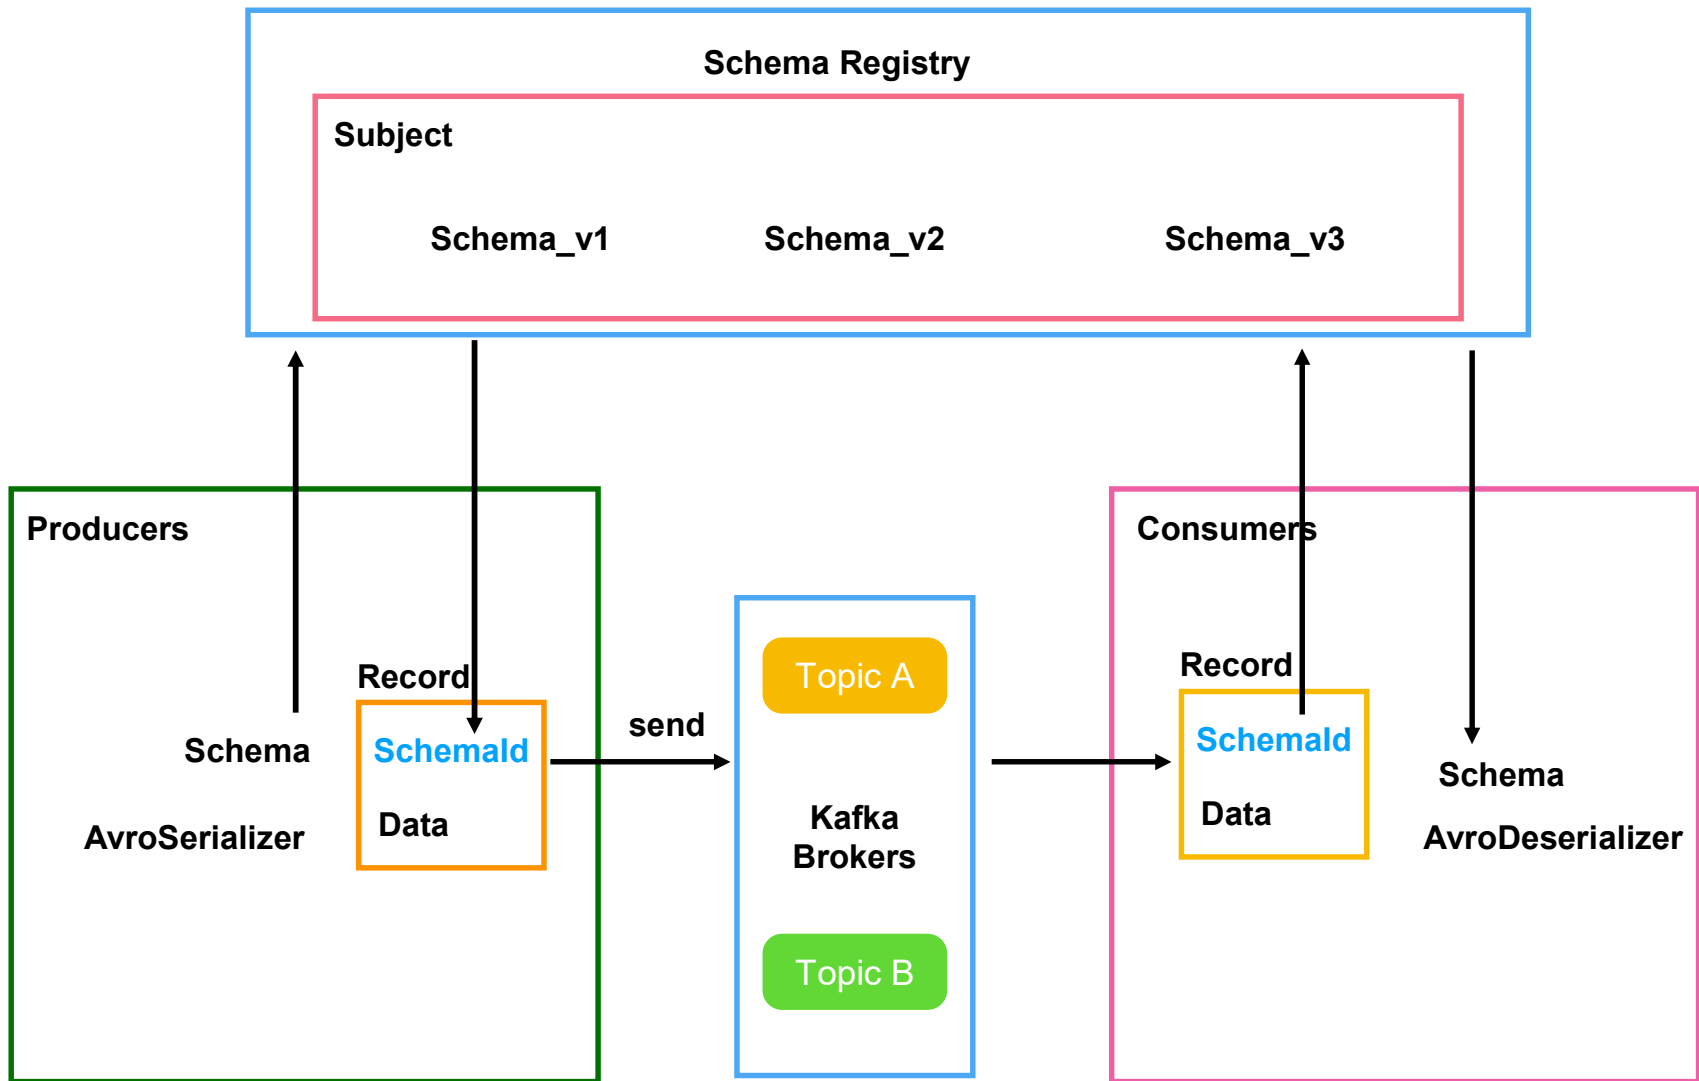 Schema Registry
Subject
Schema_v1
Schema_v2
Schema_v3
Producers
Record
Schema
SchemaId
AvroSerializer
Data
send
Topic A
Kafka
Brokers
Topic B
Consumers
Record
SchemaId
Data
Schema
AvroDeserializer